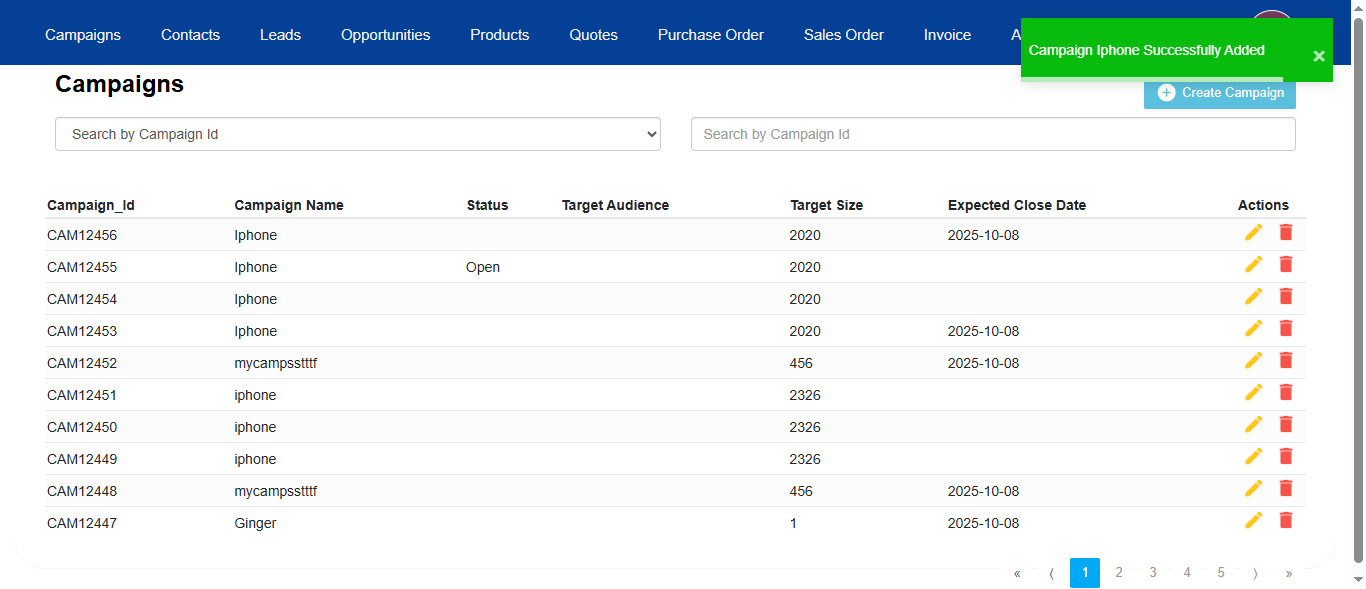 Campaigns Contacts Leads Opportunities Products Quotes Purchase Order Sales Order Invoice A
Campaign Iphone Successfully Added ×
Campaigns
Create Campaign
Search by Campaign Id Search by Campaign Id
Campaign_Id Campaign Name Status Target Audience Target Size Expected Close Date Actions
CAM12456 Iphone 2020 2025-10-08
CAM12455 Iphone Open 2020
CAM12454 Iphone 2020
CAM12453 Iphone 2020 2025-10-08
CAM12452 mycampsstttf 456 2025-10-08
CAM12451 iphone 2326
CAM12450 iphone 2326
CAM12449 iphone 2326
CAM12448 mycampsstttf 456 2025-10-08
CAM12447 Ginger 1 2025-10-08
« ⟨ 1 2 3 4 5 ⟩ »